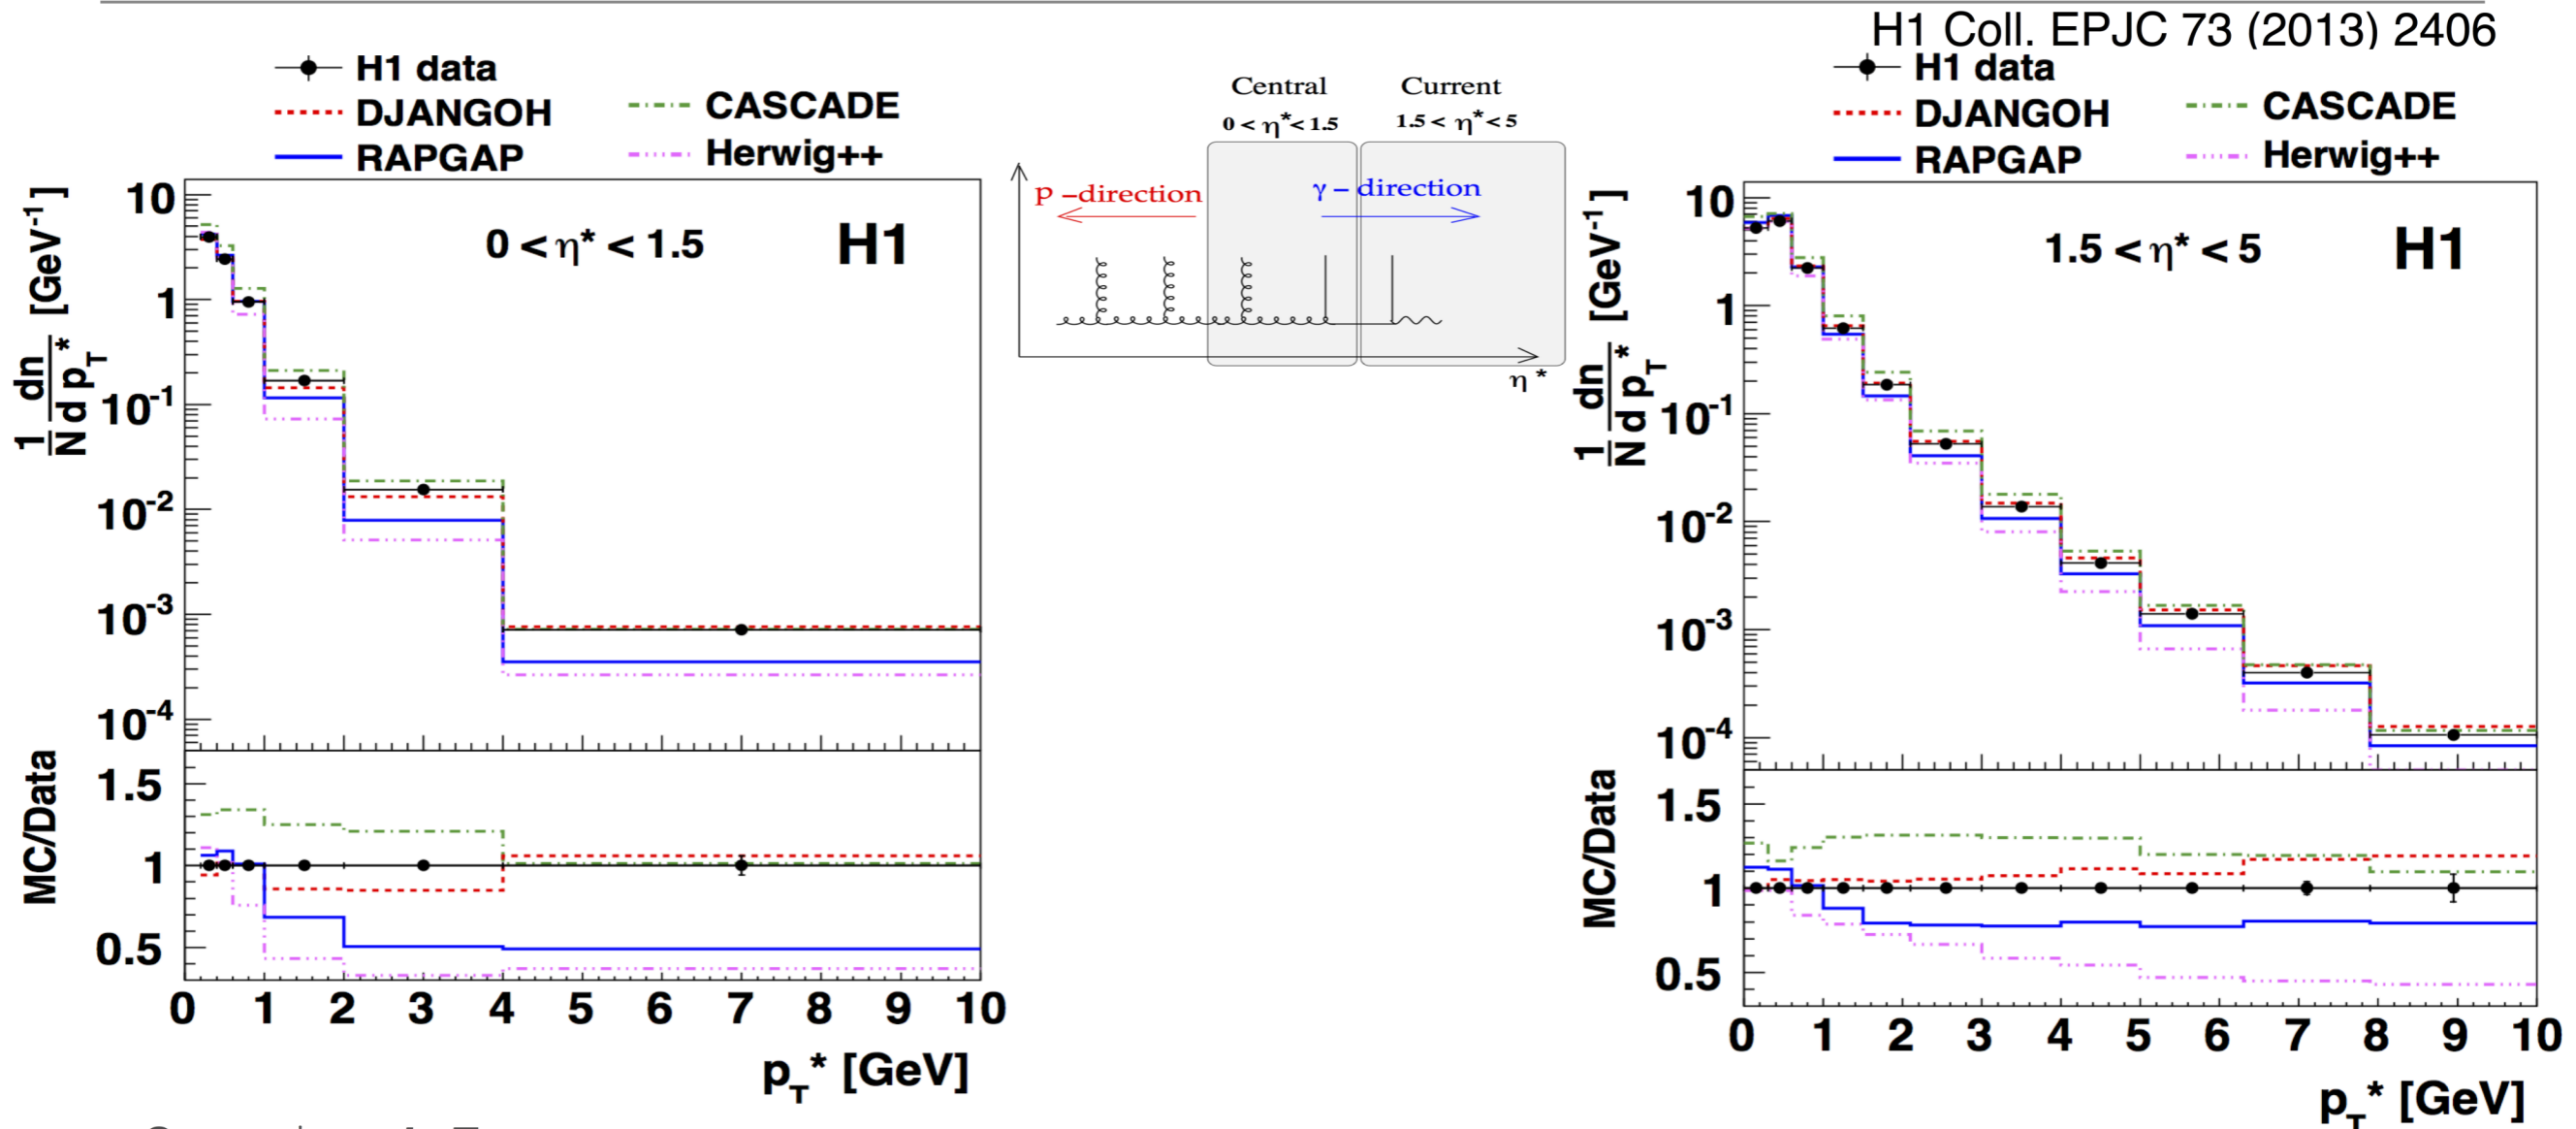 H1 Coll. EPJC 73 (2013) 2406
H1 data
DJANGOH
RAPGAP
CASCADE
Herwig++
1/N dn/dp_T* [GeV⁻¹]
10
1
10⁻¹
10⁻²
10⁻³
10⁻⁴
0 < η* < 1.5
H1
MC/Data
1.5
1
0.5
0 1 2 3 4 5 6 7 8 9 10
p_T* [GeV]
Central
0 < η* < 1.5
Current
1.5 < η* < 5
p -direction
γ – direction
η *
H1 data
DJANGOH
RAPGAP
CASCADE
Herwig++
1/N dn/dp_T* [GeV⁻¹]
10
1
10⁻¹
10⁻²
10⁻³
10⁻⁴
1.5 < η* < 5
H1
MC/Data
1.5
1
0.5
0 1 2 3 4 5 6 7 8 9 10
p_T* [GeV]